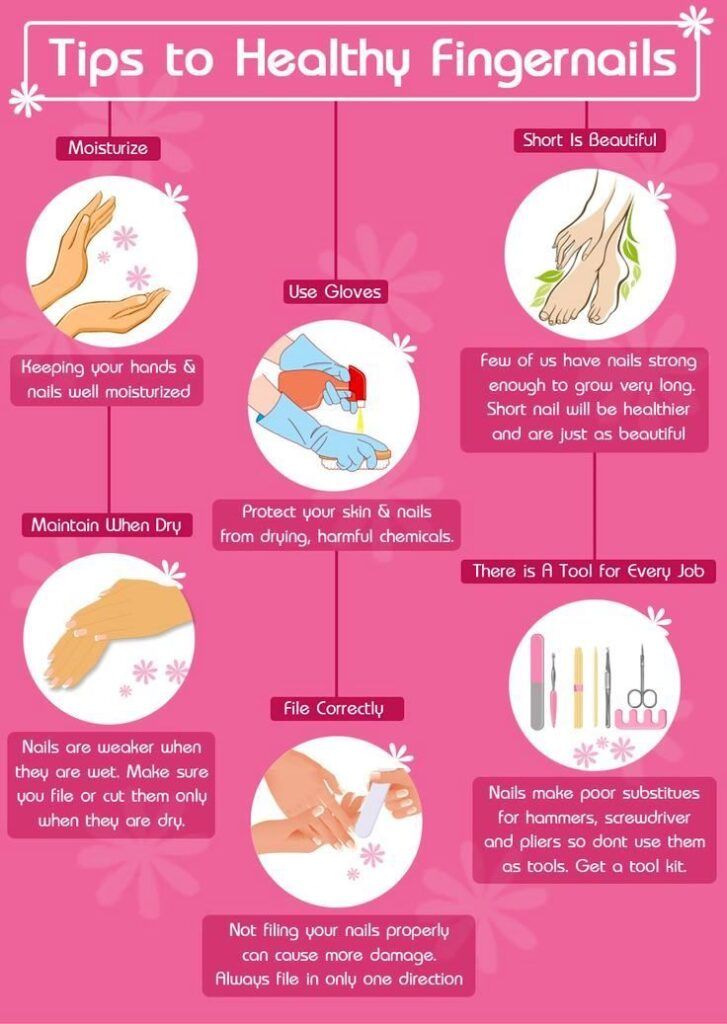 Tips to Healthy Fingernails
Moisturize
Keeping your hands &
nails well moisturized
Short Is Beautiful
Few of us have nails strong
enough to grow very long.
Short nail will be healthier
and are just as beautiful
Use Gloves
Protect your skin & nails
from drying, harmful chemicals.
Maintain When Dry
Nails are weaker when
they are wet. Make sure
you file or cut them only
when they are dry.
There is A Tool for Every Job
Nails make poor substitues
for hammers, screwdriver
and pliers so dont use them
as tools. Get a tool kit.
File Correctly
Not filing your nails properly
can cause more damage.
Always file in only one direction